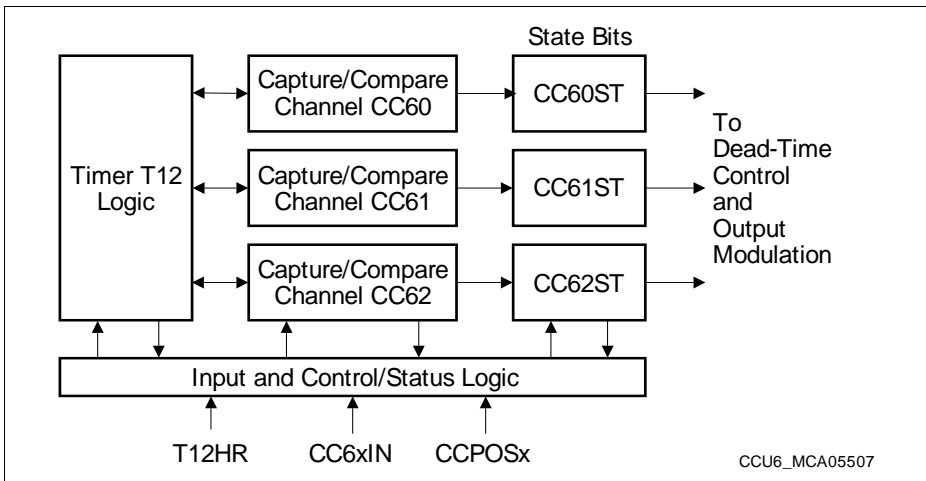 State Bits
Timer T12
Logic
Capture/Compare
Channel CC60
CC60ST
Capture/Compare
Channel CC61
CC61ST
Capture/Compare
Channel CC62
CC62ST
To
Dead-Time
Control
and
Output
Modulation
Input and Control/Status Logic
T12HR
CC6xIN
CCPOSx
CCU6_MCA05507